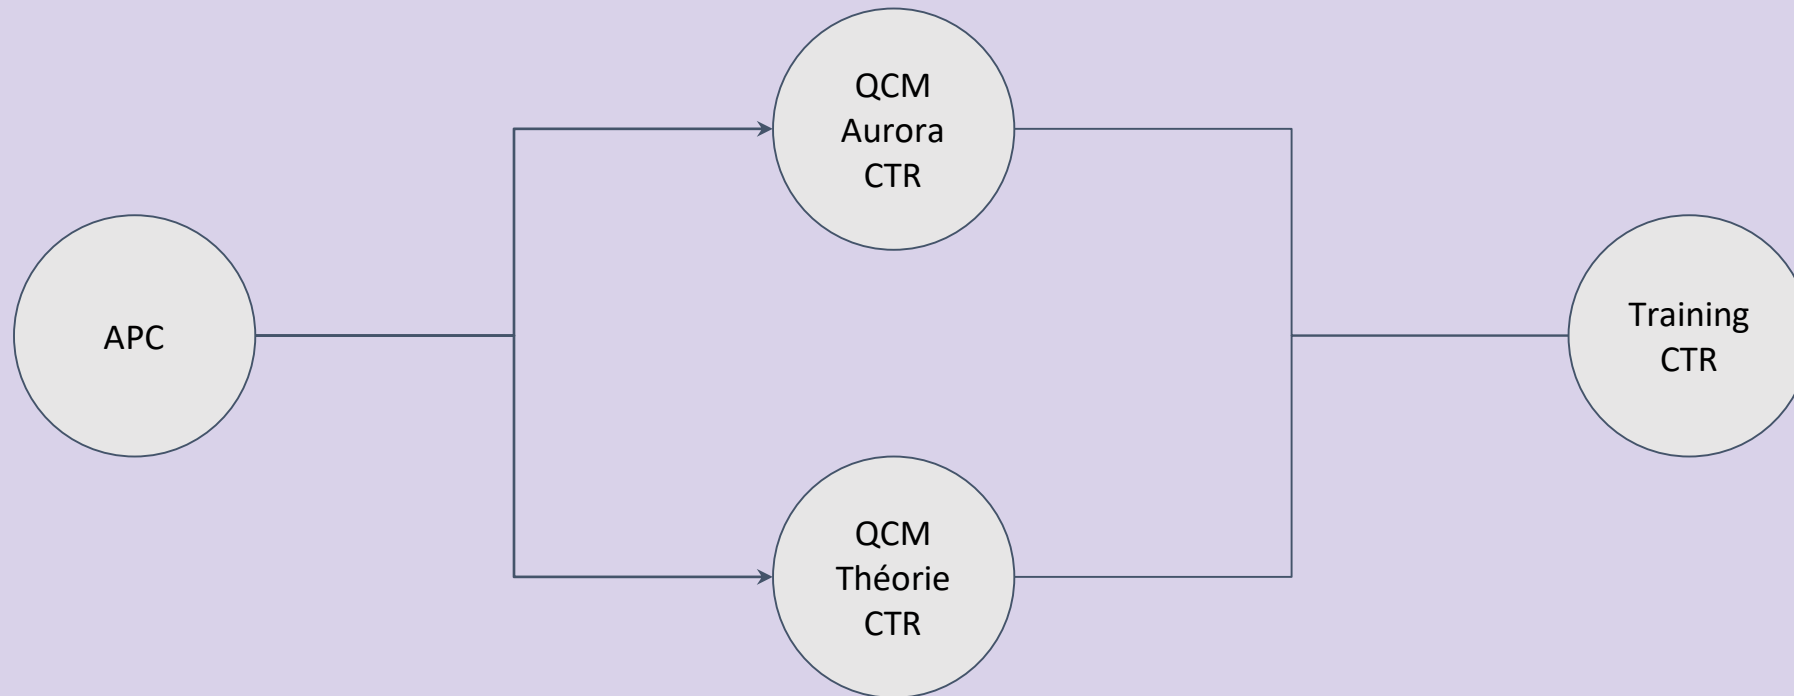 QCM
Aurora
CTR
APC
Training
CTR
QCM
Théorie
CTR